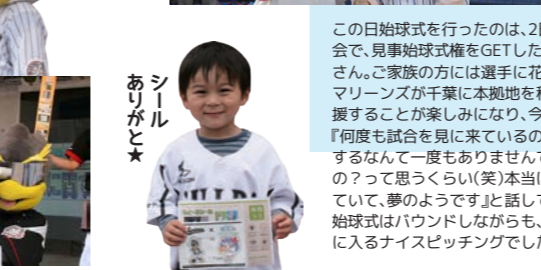 シール
ありがと★
この日始球式を行ったのは、2
会で、見事始球式権をGETした
さん。ご家族の方には選手に花
マリーンズが千葉に本拠地を
援することが楽しみになり、今
『何度も試合を見に来ているの
するなんて一度もありませんで
の?って思うくらい(笑)本当に
ていて、夢のようです』と話して
始球式はバウンドしながらも、
に入るナイスピッチングでした